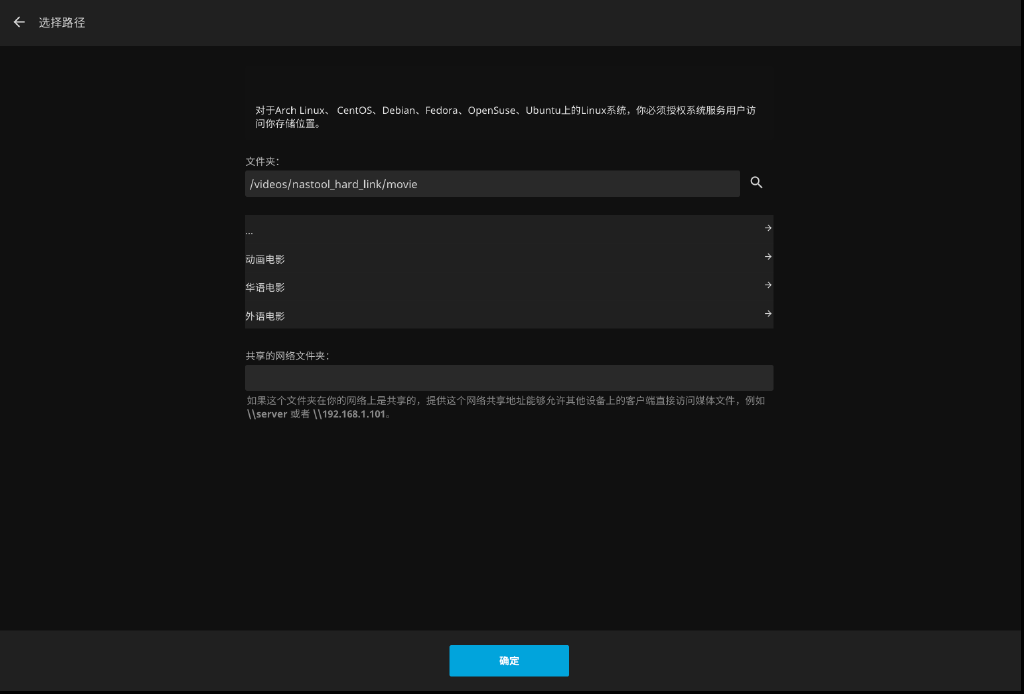 选择路径
对于Arch Linux、 CentOS、Debian、Fedora、OpenSuse、Ubuntu上的Linux系统，你必须授权系统服务用户访
问你存储位置。
文件夹:
/videos/nastool_hard_link/movie
...
动画电影
华语电影
外语电影
共享的网络文件夹:
如果这个文件夹在你的网络上是共享的，提供这个网络共享地址能够允许其他设备上的客户端直接访问媒体文件，例如
\\server 或者 \\192.168.1.101。
确定